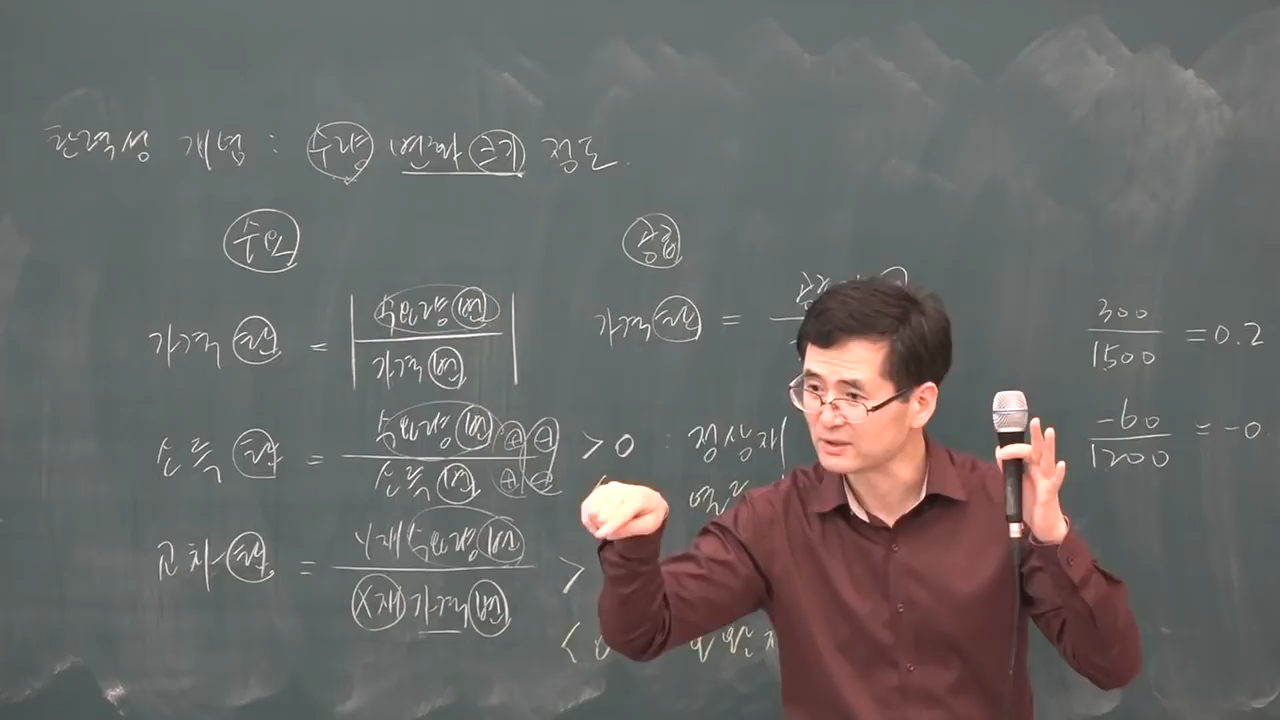 탄력성 개념 : 수량 변화 크기 정도.
수요
공급
가격 탄 = | 수요량 변 / 가격 변 |
가격 탄 =
소득 탄 = 수요량 변 ⊕ ⊖ / 소득 변 ⊕ ⊖ > 0 : 정상재
교차 탄 = Y재 수요량 변 / X재 가격 변 >
<
300 / 1500 = 0.2
-60 / 1200 = -0.